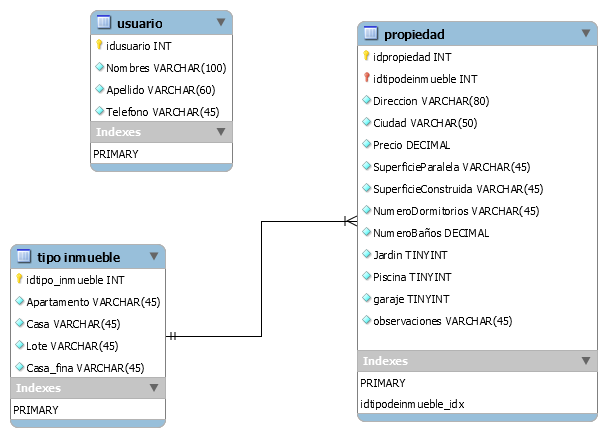 usuario
idusuario INT
Nombres VARCHAR(100)
Apellido VARCHAR(60)
Telefono VARCHAR(45)
Indexes
PRIMARY
propiedad
idpropiedad INT
idtipodeinmueble INT
Direccion VARCHAR(80)
Ciudad VARCHAR(50)
Precio DECIMAL
SuperficieParalela VARCHAR(45)
SuperficieConstruida VARCHAR(45)
NumeroDormitorios VARCHAR(45)
NumeroBaños DECIMAL
Jardin TINYINT
Piscina TINYINT
garaje TINYINT
observaciones VARCHAR(45)
Indexes
PRIMARY
idtipodeinmueble_idx
tipo inmueble
idtipo_inmueble INT
Apartamento VARCHAR(45)
Casa VARCHAR(45)
Lote VARCHAR(45)
Casa_fina VARCHAR(45)
Indexes
PRIMARY